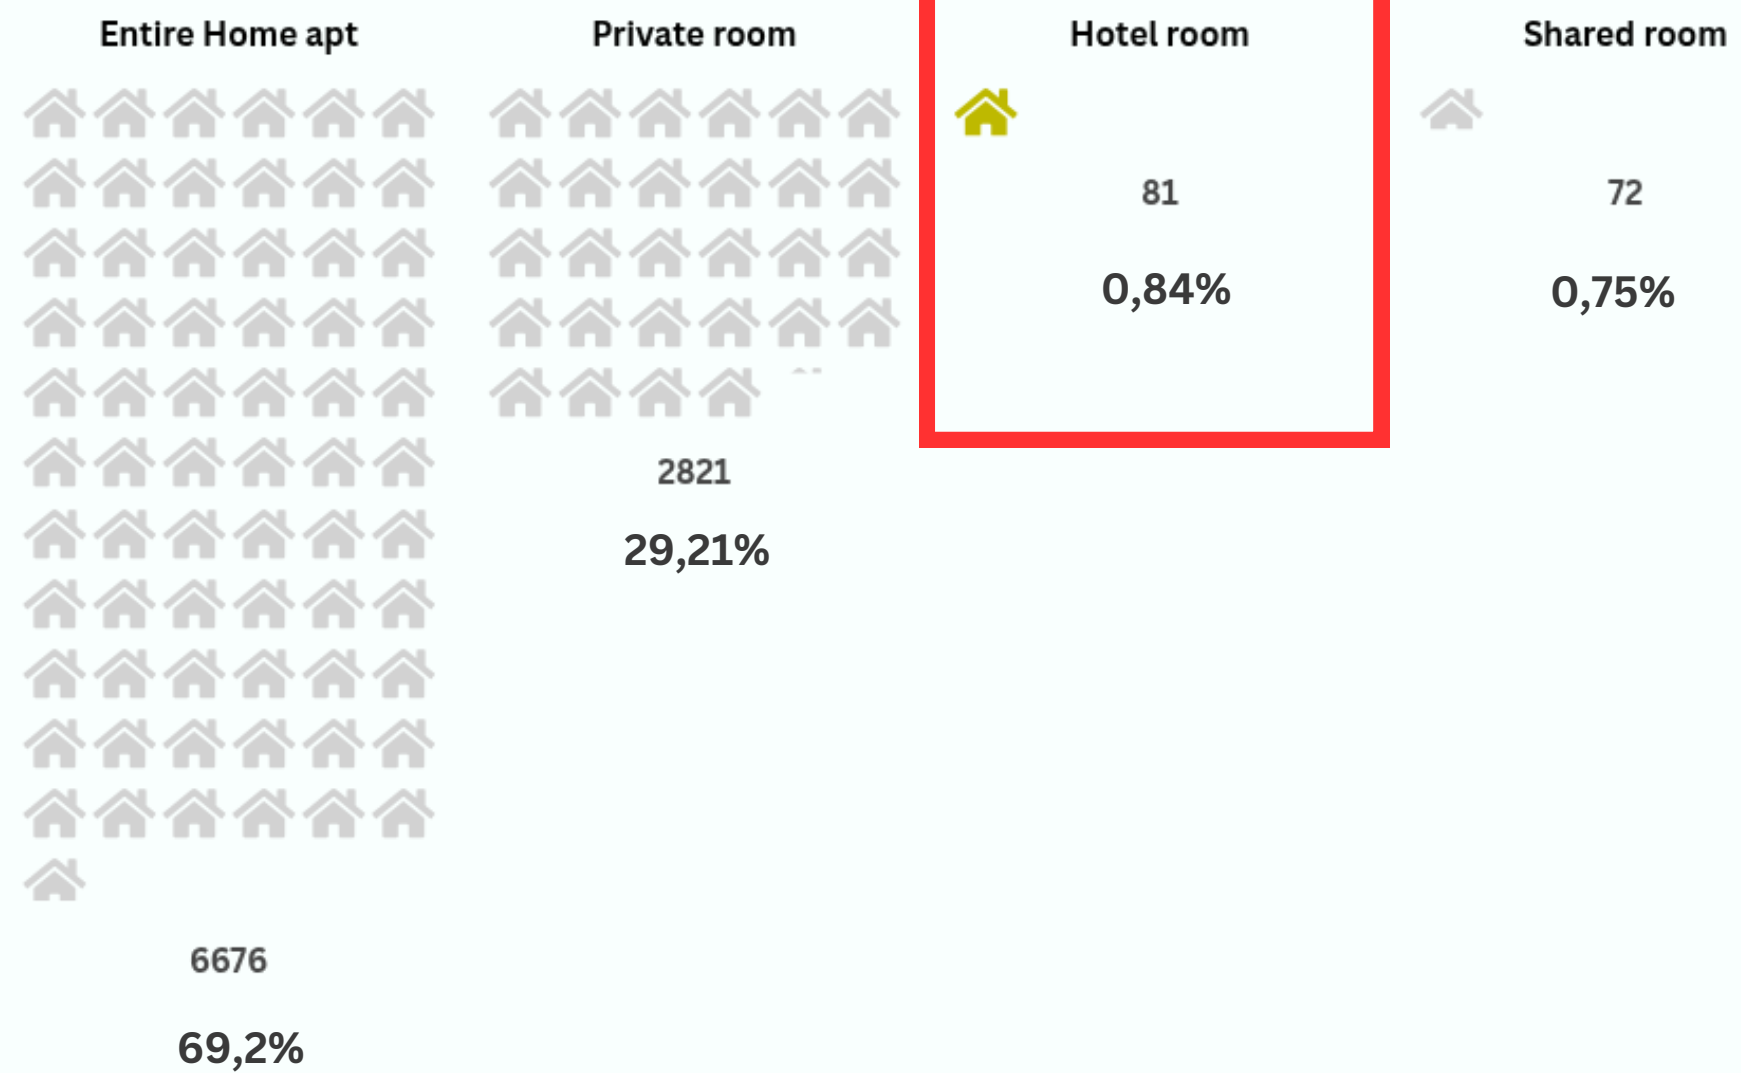 Entire Home apt
6676
69,2%
Private room
2821
29,21%
Hotel room
81
0,84%
Shared room
72
0,75%